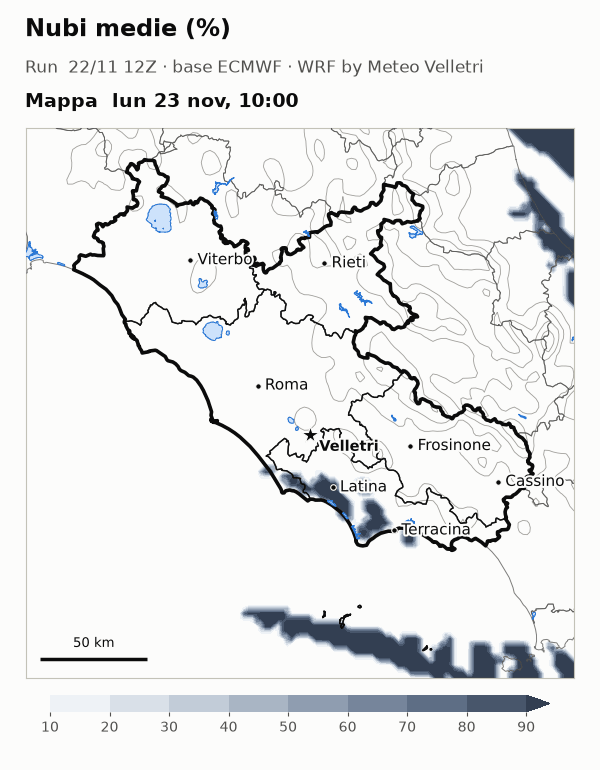 Nubi medie (%)
Run  22/11 12Z · base ECMWF · WRF by Meteo Velletri
Mappa  lun 23 nov, 10:00
Viterbo
Rieti
Roma
Velletri
Frosinone
Cassino
Latina
Terracina
50 km
10 20 30 40 50 60 70 80 90